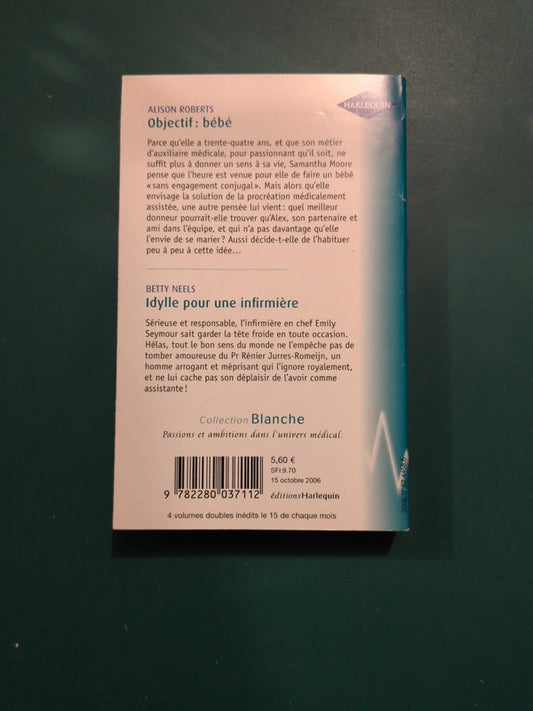 HARLEQUIN
ALISON ROBERTS
Objectif : bébé
Parce qu'elle a trente-quatre ans, et que son métier
d'auxiliaire médicale, pour passionnant qu'il soit, ne
suffit plus à donner un sens à sa vie, Samantha Moore
pense que l'heure est venue pour elle de faire un bébé
« sans engagement conjugal ». Mais alors qu'elle
envisage la solution de la procréation médicalement
assistée, une autre pensée lui vient : quel meilleur
donneur pourrait-elle trouver qu'Alex, son partenaire et
ami dans l'équipe, et qui n'a pas davantage qu'elle
l'envie de se marier ? Aussi décide-t-elle de l'habituer
peu à peu à cette idée…
BETTY NEELS
Idylle pour une infirmière
Sérieuse et responsable, l'infirmière en chef Emily
Seymour sait garder la tête froide en toute occasion.
Hélas, tout le bon sens du monde ne l'empêche pas de
tomber amoureuse du Pr Rénier Jurres-Romeijn, un
homme arrogant et méprisant qui l'ignore royalement,
et ne lui cache pas son déplaisir de l'avoir comme
assistante !
Collection Blanche
Passions et ambitions dans l'univers médical.
5,60 €
SFr.9.70
15 octobre 2006
9 782280 037112
éditionsHarlequin
4 volumes doubles inédits le 15 de chaque mois